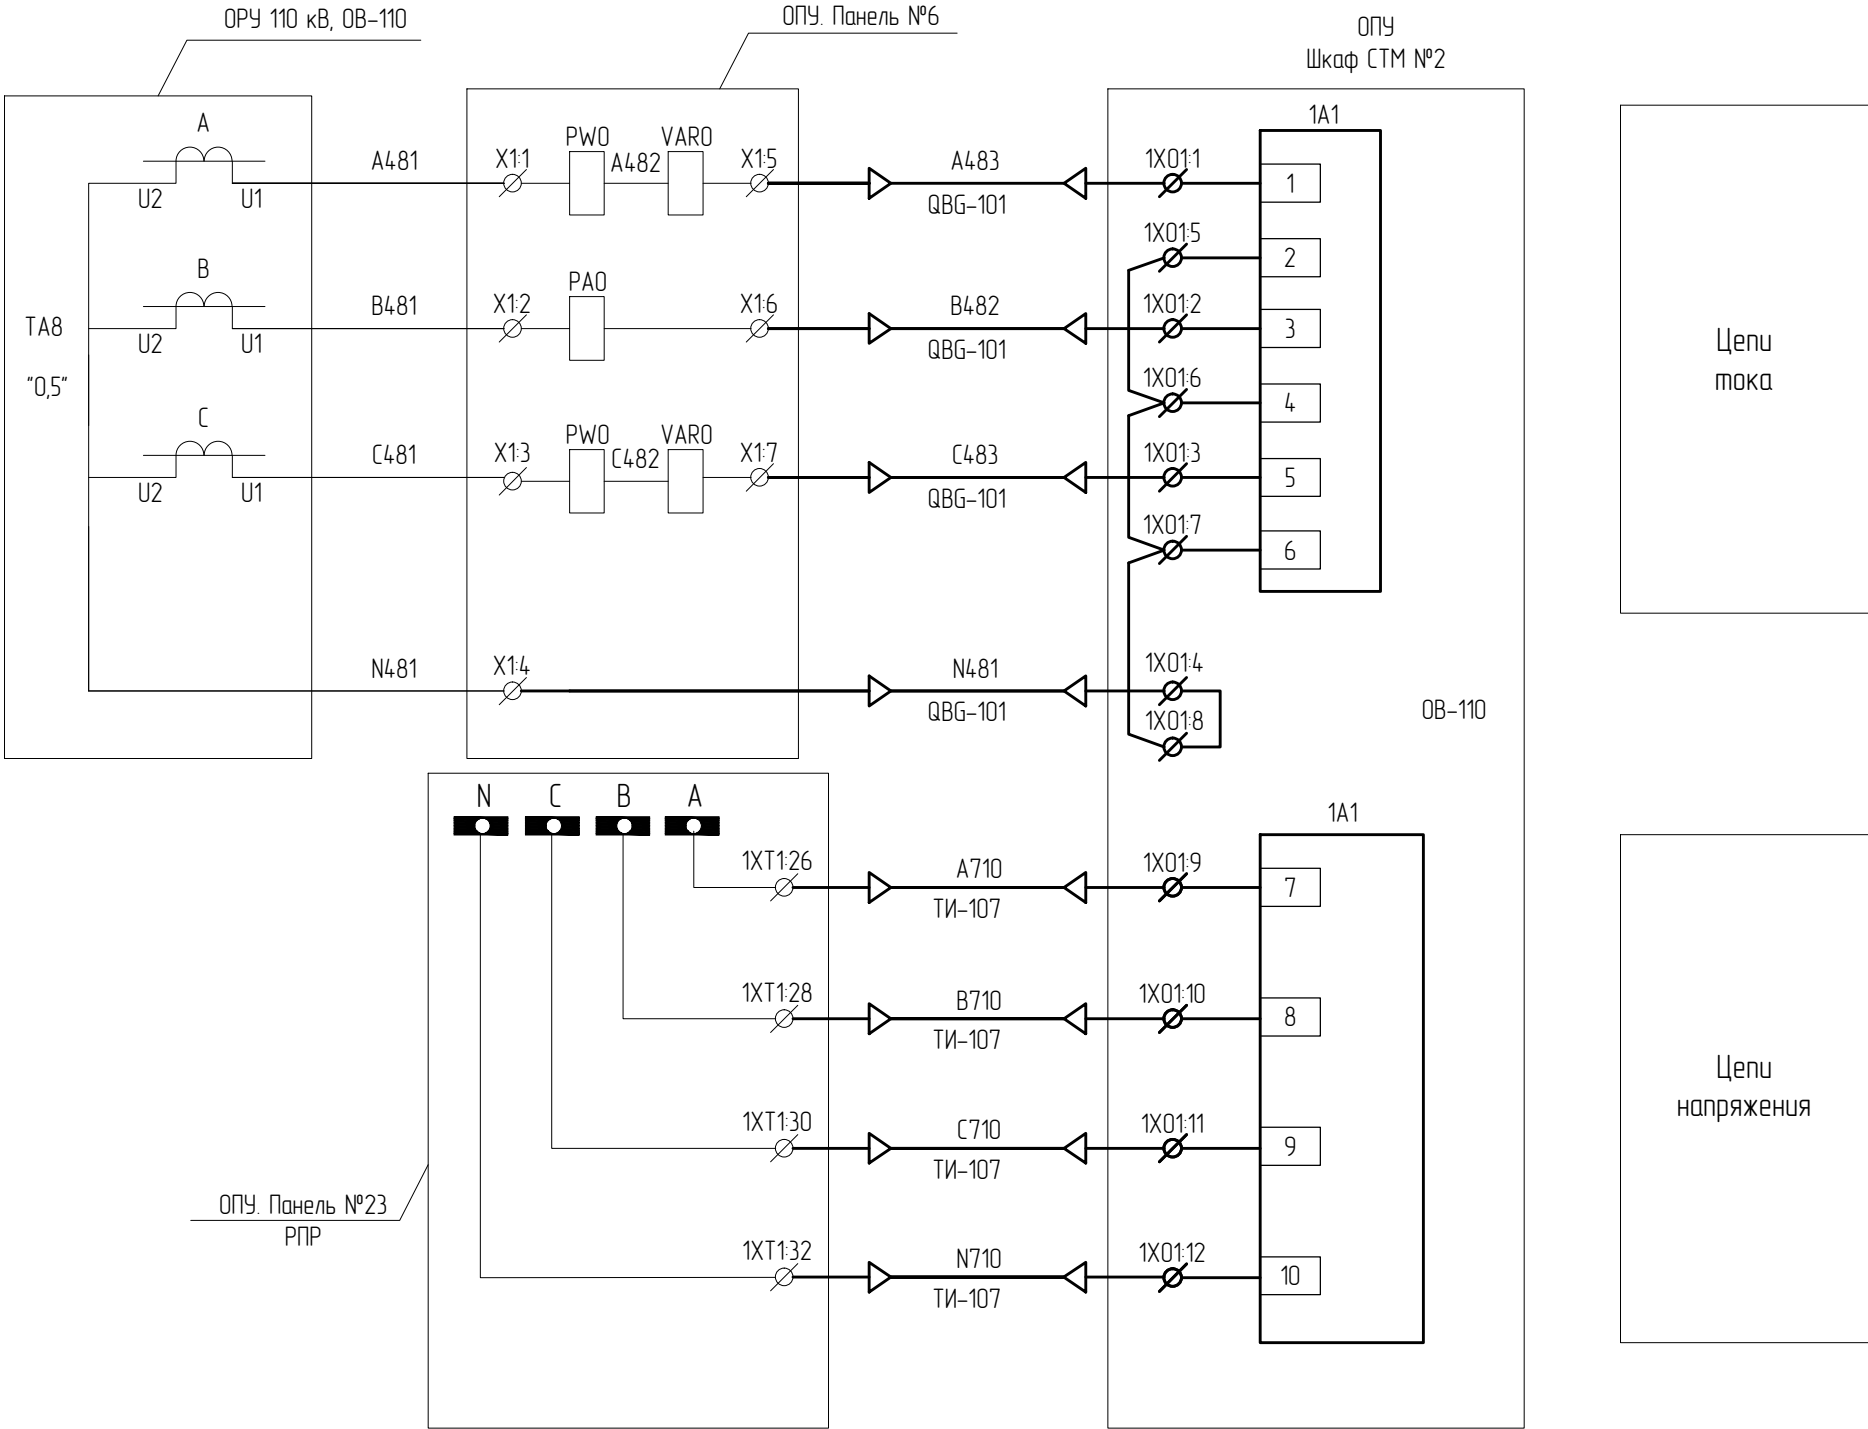 ОРУ 110 кВ, ОВ-110
ОПУ. Панель №6
ОПУ
Шкаф СТМ №2
A
U2
U1
A481
X1:1
PWO
A482
VARO
X1:5
A483
QBG-101
1X01:1
1A1
1
1X01:5
2
TA8
"0,5"
B
U2
U1
B481
X1:2
PAO
X1:6
B482
QBG-101
1X01:2
3
1X01:6
4
C
U2
U1
C481
X1:3
PWO
C482
VARO
X1:7
C483
QBG-101
1X01:3
5
1X01:7
6
Цепи
тока
N481
X1:4
N481
QBG-101
1X01:4
1X01:8
ОВ-110
N
C
B
A
1XT1:26
A710
ТИ-107
1X01:9
1A1
7
1XT1:28
B710
ТИ-107
1X01:10
8
1XT1:30
C710
ТИ-107
1X01:11
9
1XT1:32
N710
ТИ-107
1X01:12
10
ОПУ. Панель №23
РПР
Цепи
напряжения